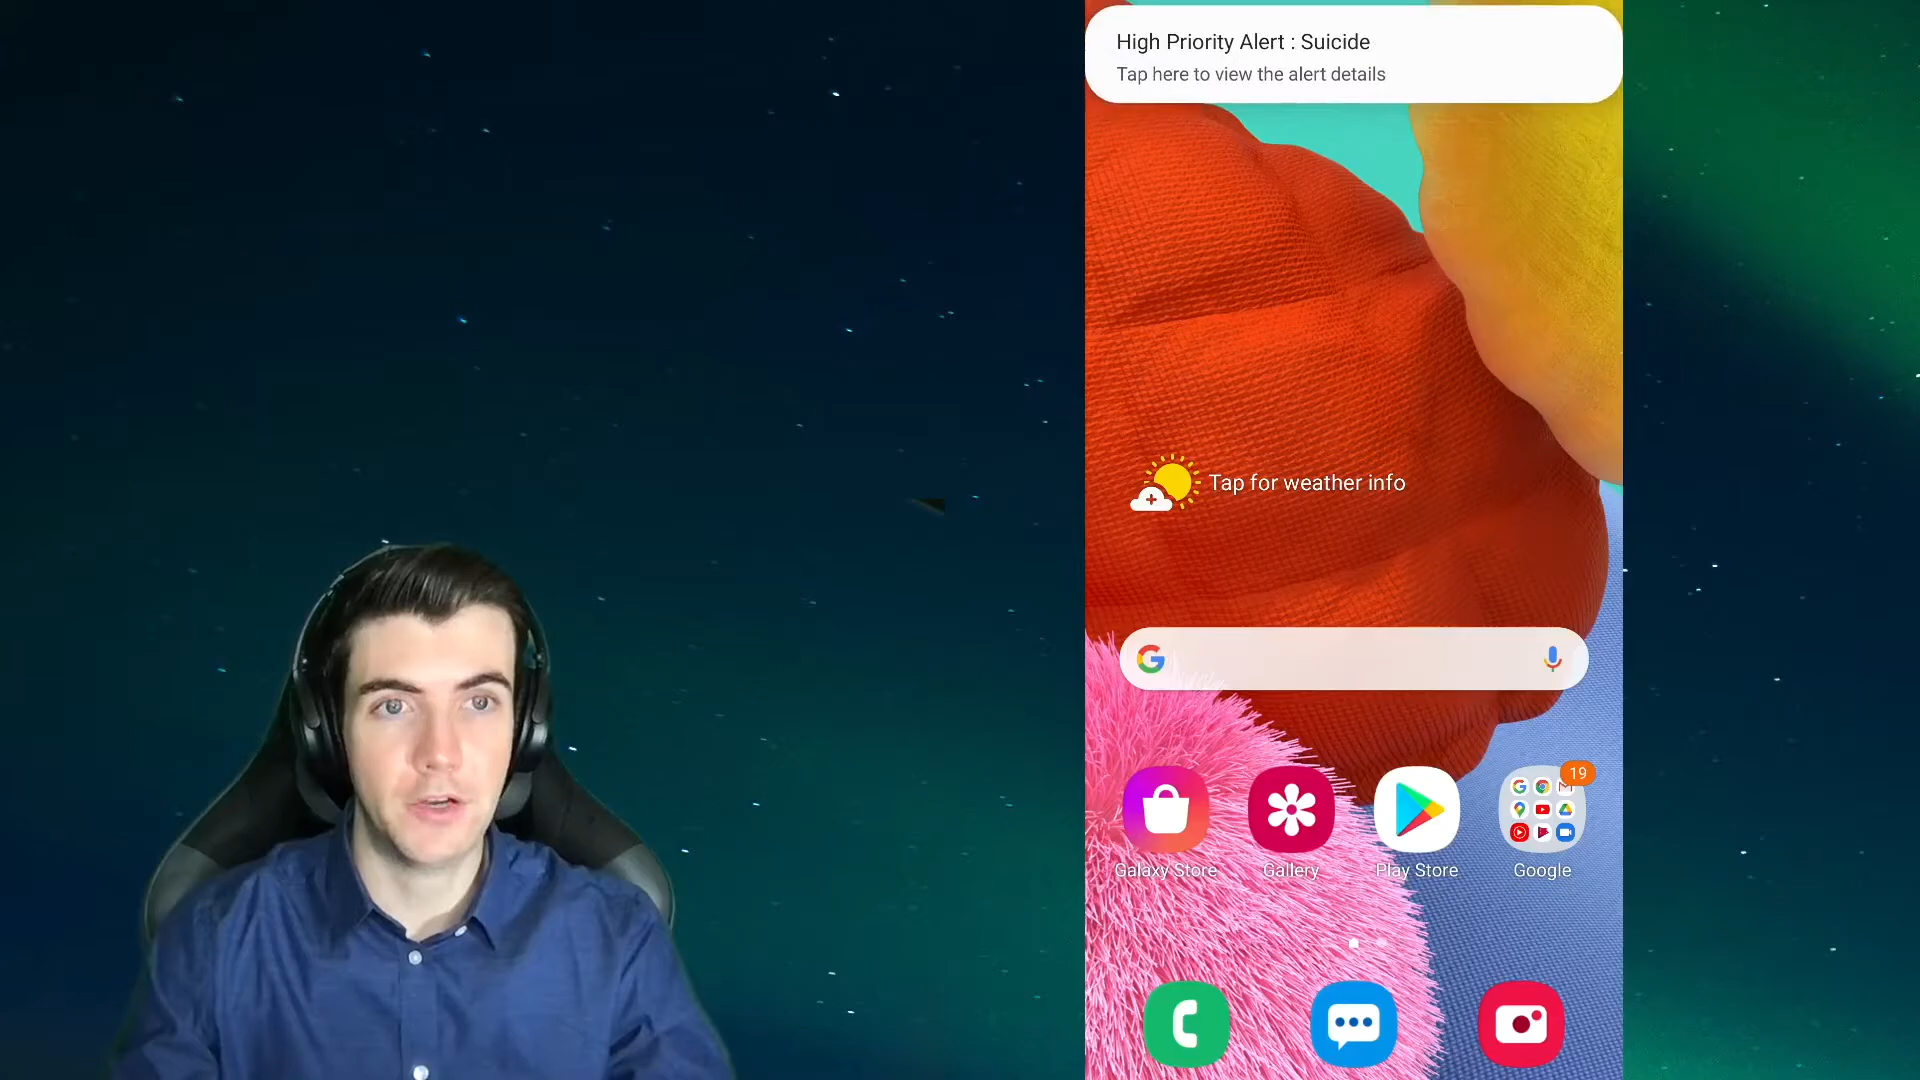 High Priority Alert : Suicide
Tap here to view the alert details
Tap for weather info
19
Galaxy Store
Gallery
Play Store
Google